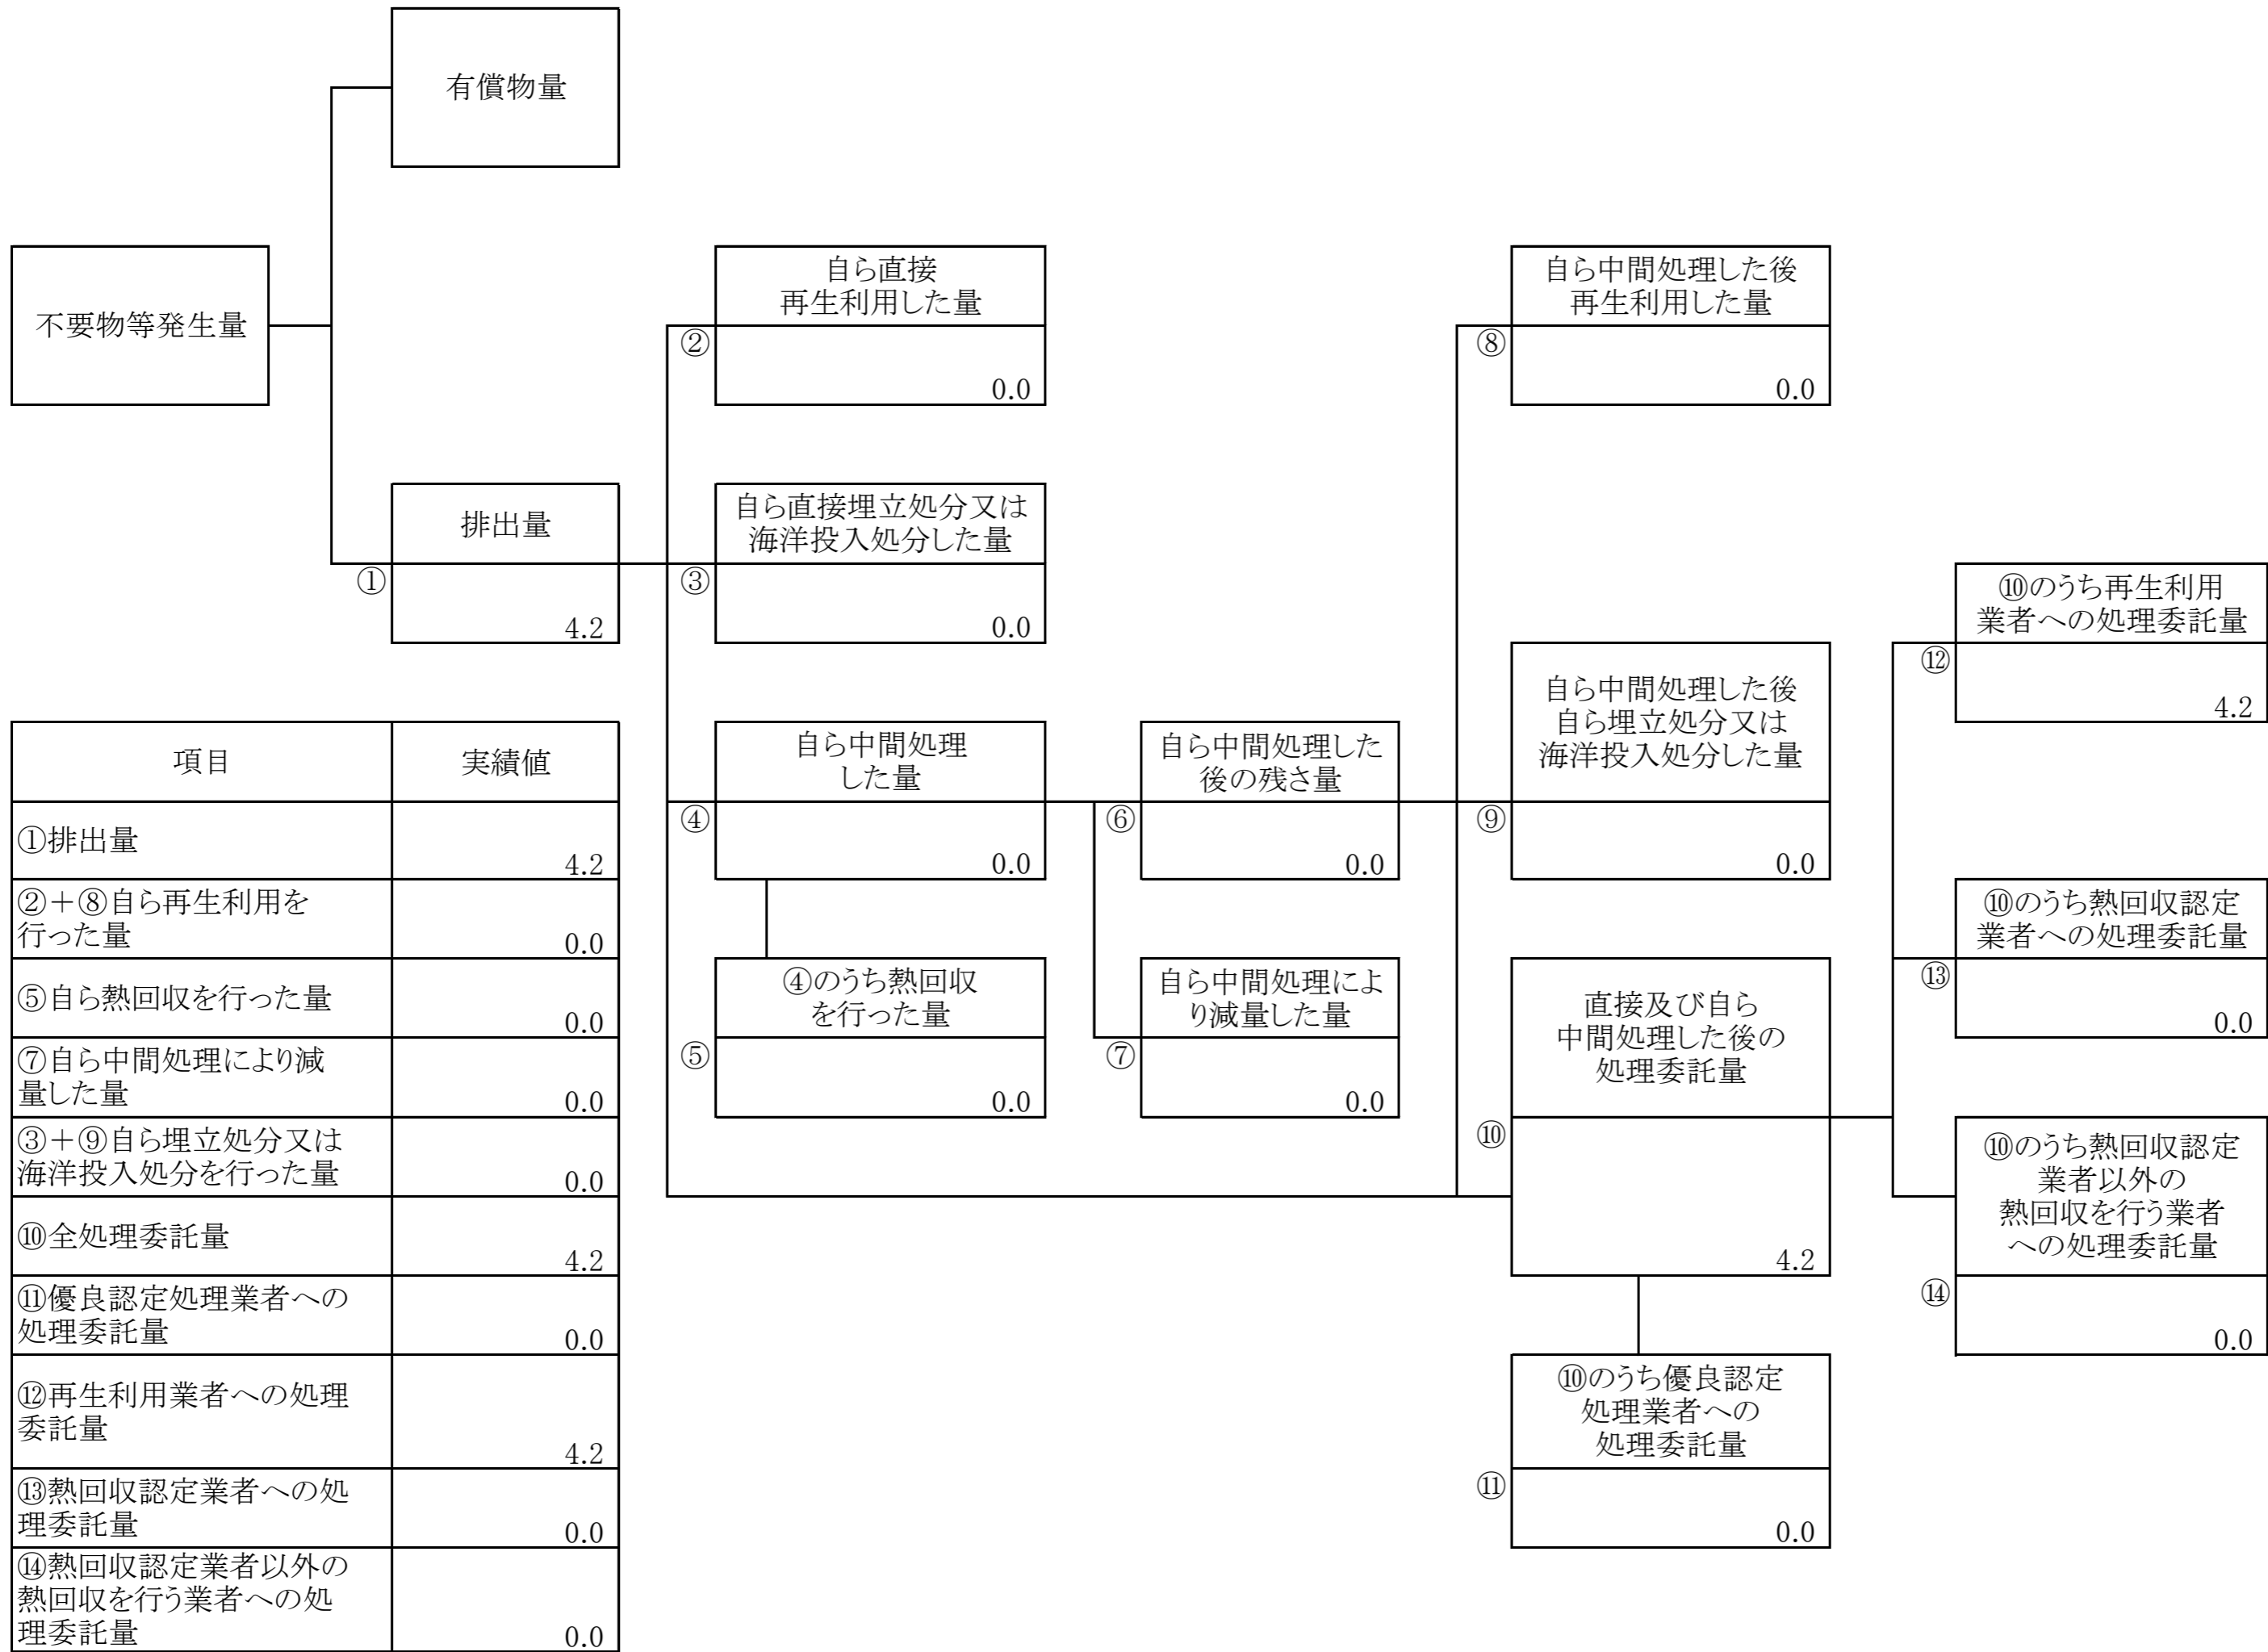 有償物量
不要物等発生量
自ら直接
再生利用した量
②
0.0
自ら中間処理した後
再生利用した量
⑧
0.0
排出量
①
4.2
自ら直接埋立処分又は
海洋投入処分した量
③
0.0
⑩のうち再生利用
業者への処理委託量
⑫
4.2
自ら中間処理
した量
④
0.0
自ら中間処理した
後の残さ量
⑥
0.0
自ら中間処理した後
自ら埋立処分又は
海洋投入処分した量
⑨
0.0
⑩のうち熱回収認定
業者への処理委託量
⑬
0.0
④のうち熱回収
を行った量
⑤
0.0
自ら中間処理によ
り減量した量
⑦
0.0
直接及び自ら
中間処理した後の
処理委託量
⑩
4.2
⑩のうち熱回収認定
業者以外の
熱回収を行う業者
への処理委託量
⑭
0.0
⑩のうち優良認定
処理業者への
処理委託量
⑪
0.0
項目 実績値
①排出量
4.2
②＋⑧自ら再生利用を
行った量
0.0
⑤自ら熱回収を行った量
0.0
⑦自ら中間処理により減
量した量
0.0
③＋⑨自ら埋立処分又は
海洋投入処分を行った量
0.0
⑩全処理委託量
4.2
⑪優良認定処理業者への
処理委託量
0.0
⑫再生利用業者への処理
委託量
4.2
⑬熱回収認定業者への処
理委託量
0.0
⑭熱回収認定業者以外の
熱回収を行う業者への処
理委託量
0.0